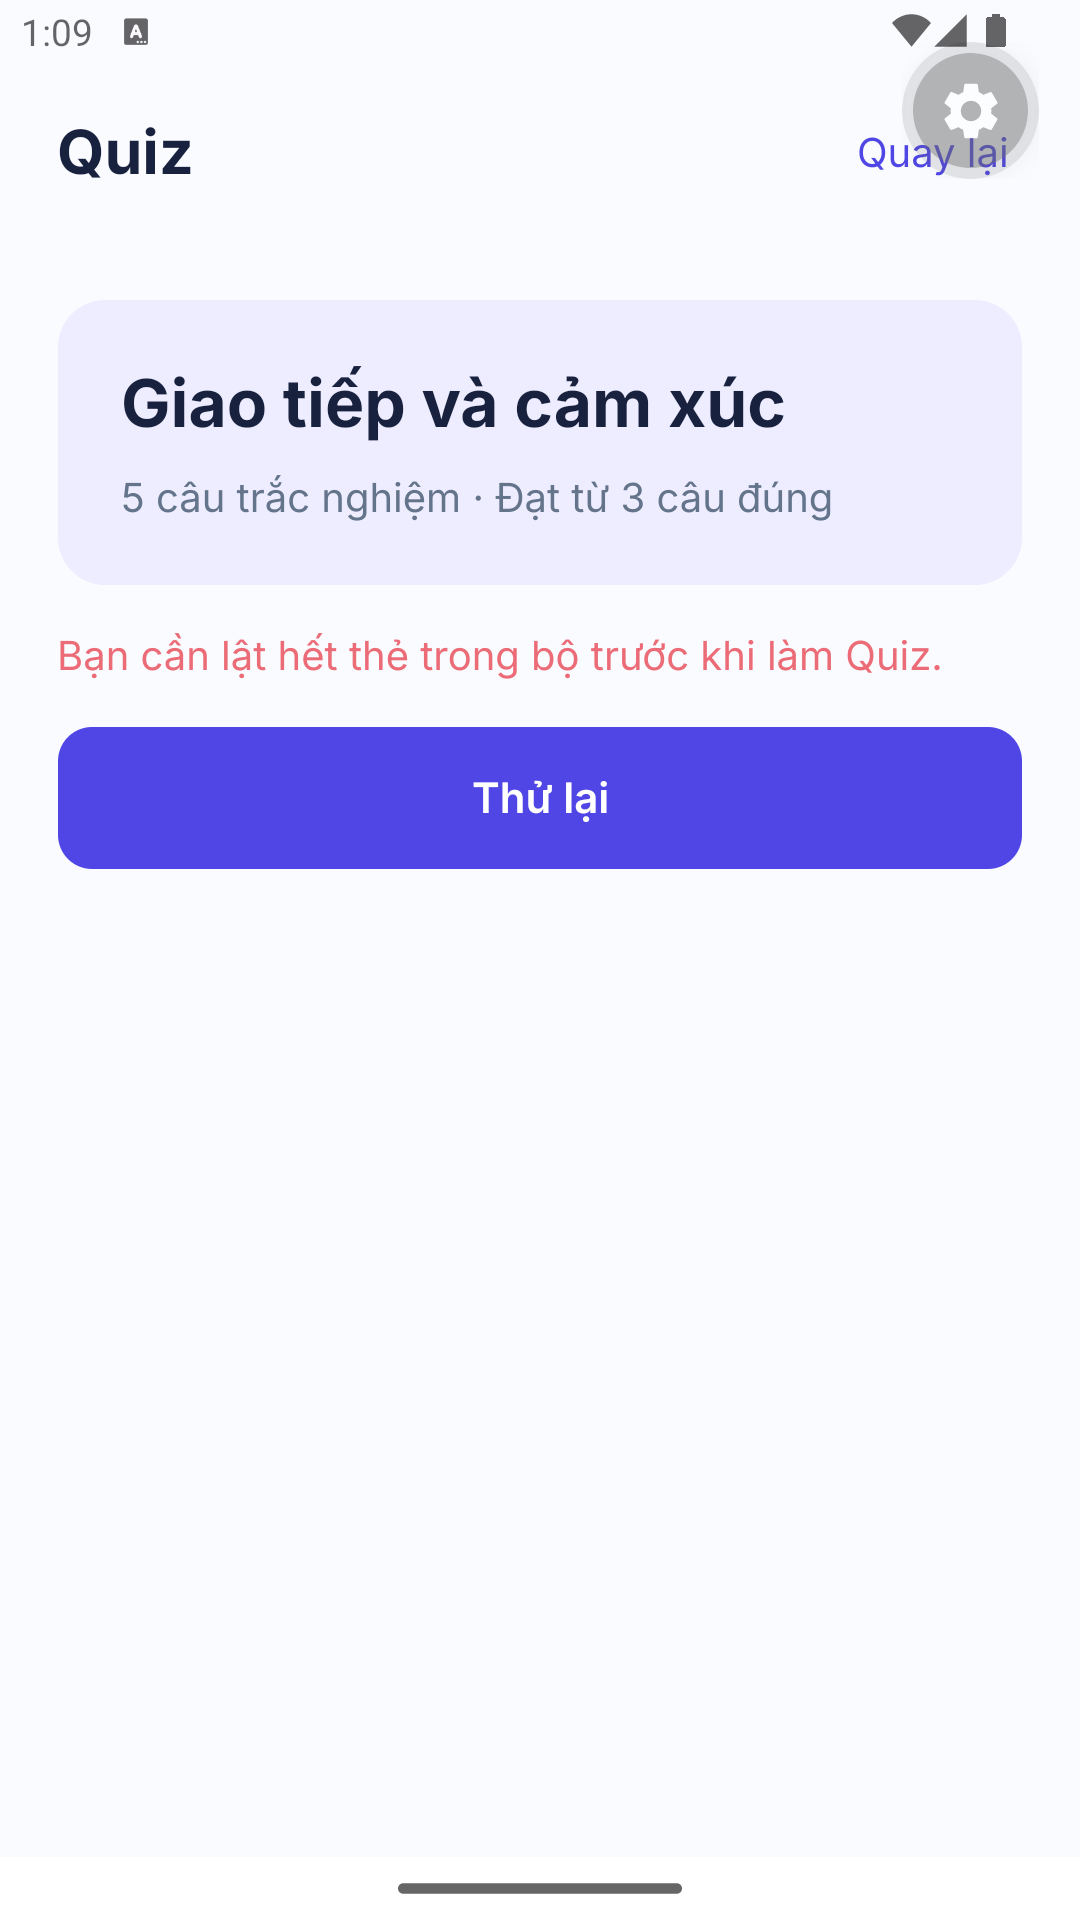 1:09
Quiz
Quay lại
Giao tiếp và cảm xúc
5 câu trắc nghiệm · Đạt từ 3 câu đúng
Bạn cần lật hết thẻ trong bộ trước khi làm Quiz.
Thử lại